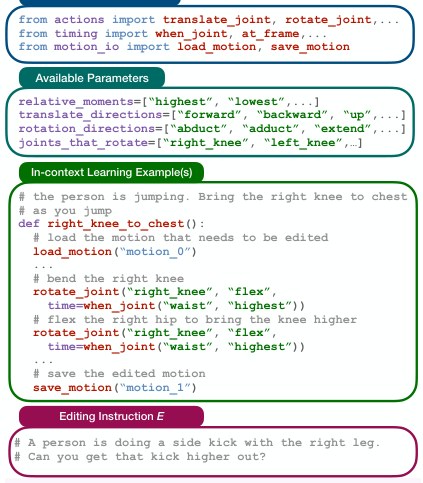 from actions import translate_joint, rotate_joint,...
from timing import when_joint, at_frame,...
from motion_io import load_motion, save_motion
Available Parameters
relative_moments=["highest", "lowest",...]
translate_directions=["forward", "backward", "up",...]
rotation_directions=["abduct", "adduct", "extend",...]
joints_that_rotate=["right_knee", "left_knee",…]
In-context Learning Example(s)
# the person is jumping. Bring the right knee to chest
# as you jump
def right_knee_to_chest():
# load the motion that needs to be edited
load_motion("motion_0")
...
# bend the right knee
rotate_joint("right_knee", "flex",
time=when_joint("waist", "highest"))
# flex the right hip to bring the knee higher
rotate_joint("right_knee", "flex",
time=when_joint("waist", "highest"))
...
# save the edited motion
save_motion("motion_1")
Editing Instruction E
# A person is doing a side kick with the right leg.
# Can you get that kick higher out?